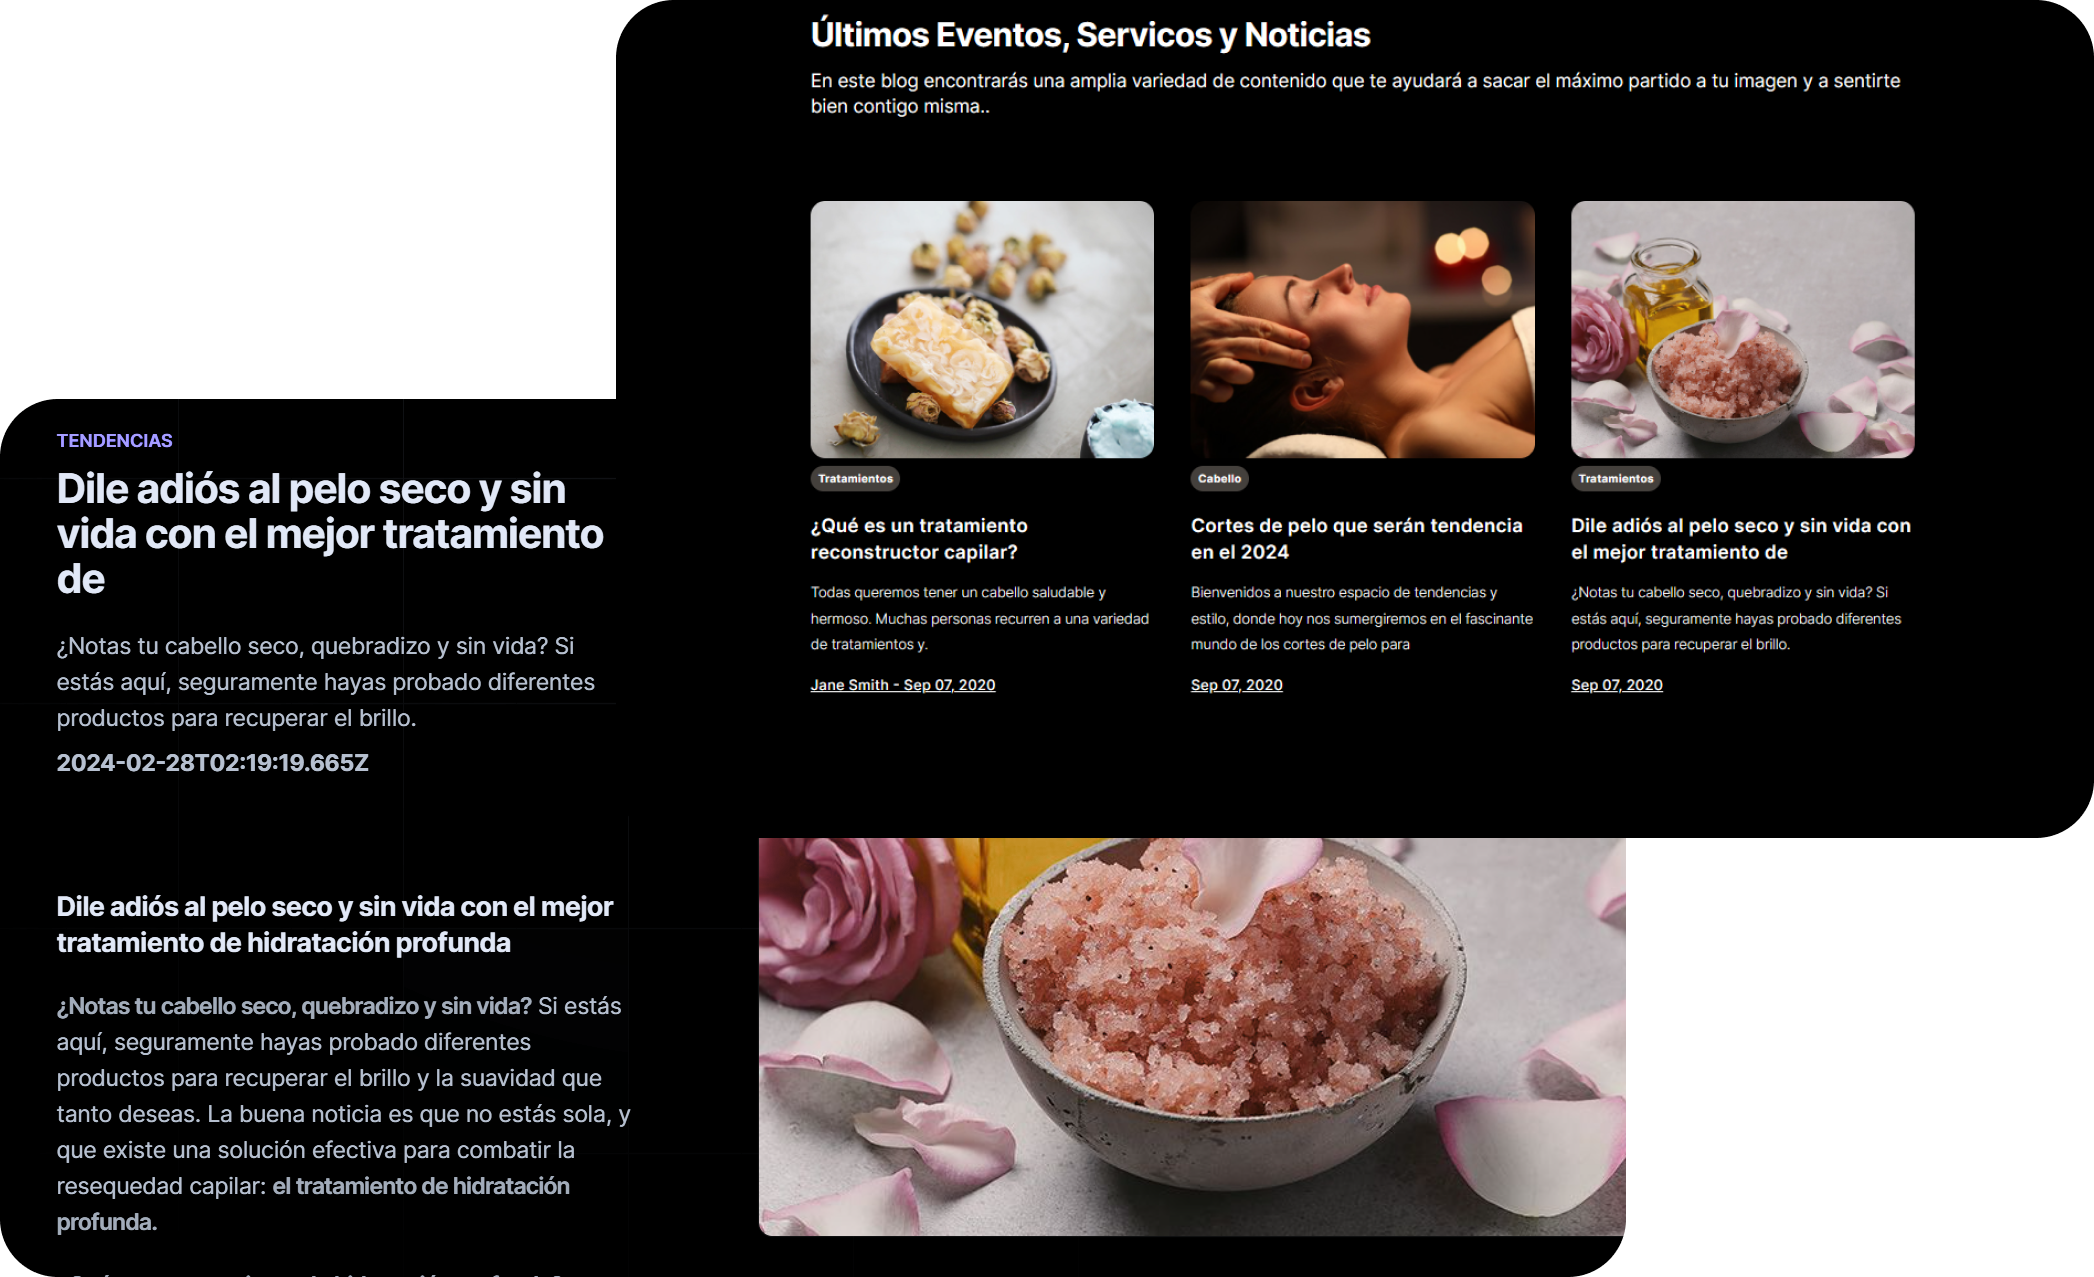 Últimos Eventos, Servicos y Noticias
En este blog encontrarás una amplia variedad de contenido que te ayudará a sacar el máximo partido a tu imagen y a sentirte
bien contigo misma..
Tratamientos
¿Qué es un tratamiento
reconstructor capilar?
Todas queremos tener un cabello saludable y
hermoso. Muchas personas recurren a una variedad
de tratamientos y.
Jane Smith - Sep 07, 2020
Cabello
Cortes de pelo que serán tendencia
en el 2024
Bienvenidos a nuestro espacio de tendencias y
estilo, donde hoy nos sumergiremos en el fascinante
mundo de los cortes de pelo para
Sep 07, 2020
Tratamientos
Dile adiós al pelo seco y sin vida con
el mejor tratamiento de
¿Notas tu cabello seco, quebradizo y sin vida? Si
estás aquí, seguramente hayas probado diferentes
productos para recuperar el brillo.
Sep 07, 2020
TENDENCIAS
Dile adiós al pelo seco y sin
vida con el mejor tratamiento
de
¿Notas tu cabello seco, quebradizo y sin vida? Si
estás aquí, seguramente hayas probado diferentes
productos para recuperar el brillo.
2024-02-28T02:19:19.665Z
Dile adiós al pelo seco y sin vida con el mejor
tratamiento de hidratación profunda
¿Notas tu cabello seco, quebradizo y sin vida? Si estás
aquí, seguramente hayas probado diferentes
productos para recuperar el brillo y la suavidad que
tanto deseas. La buena noticia es que no estás sola, y
que existe una solución efectiva para combatir la
resequedad capilar: el tratamiento de hidratación
profunda.